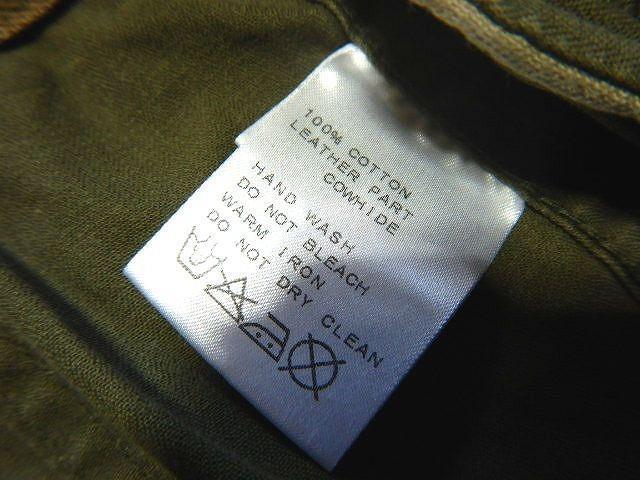 100% COTTON
LEATHER PART
COWHIDE
HAND WASH
DO NOT BLEACH
WARM IRON
DO NOT DRY CLEAN